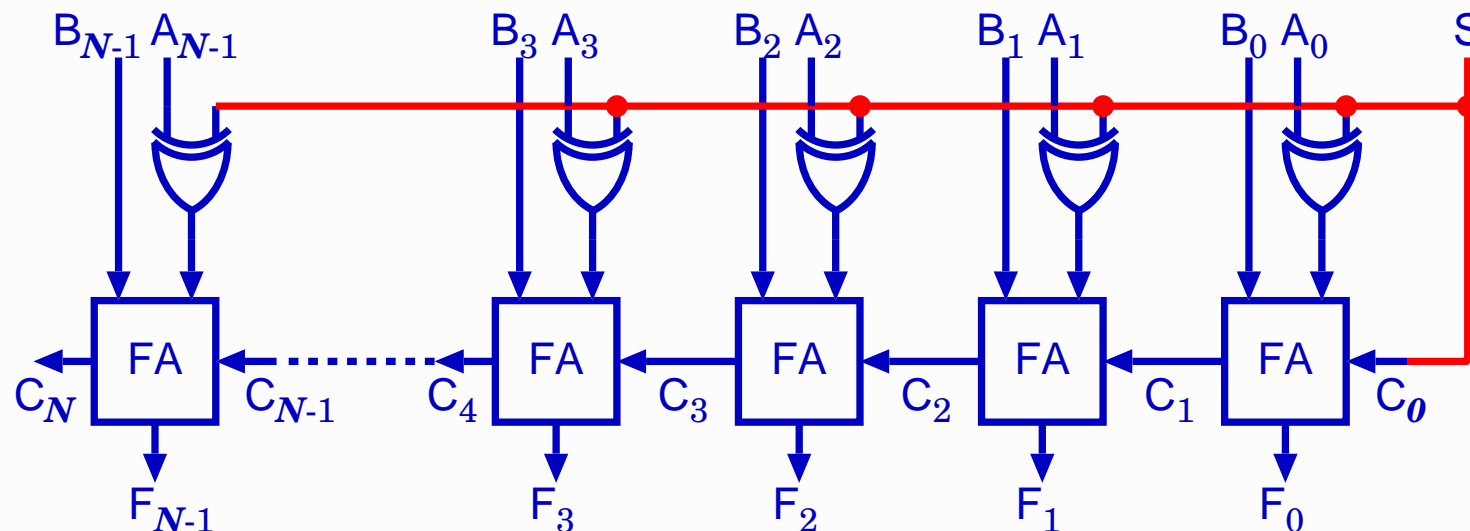 B𝑁-1 A𝑁-1 B3 A3 B2 A2 B1 A1 B0 A0 S
FA FA FA FA FA
C𝑁 C𝑁-1 C4 C3 C2 C1 C0
F𝑁-1 F3 F2 F1 F0